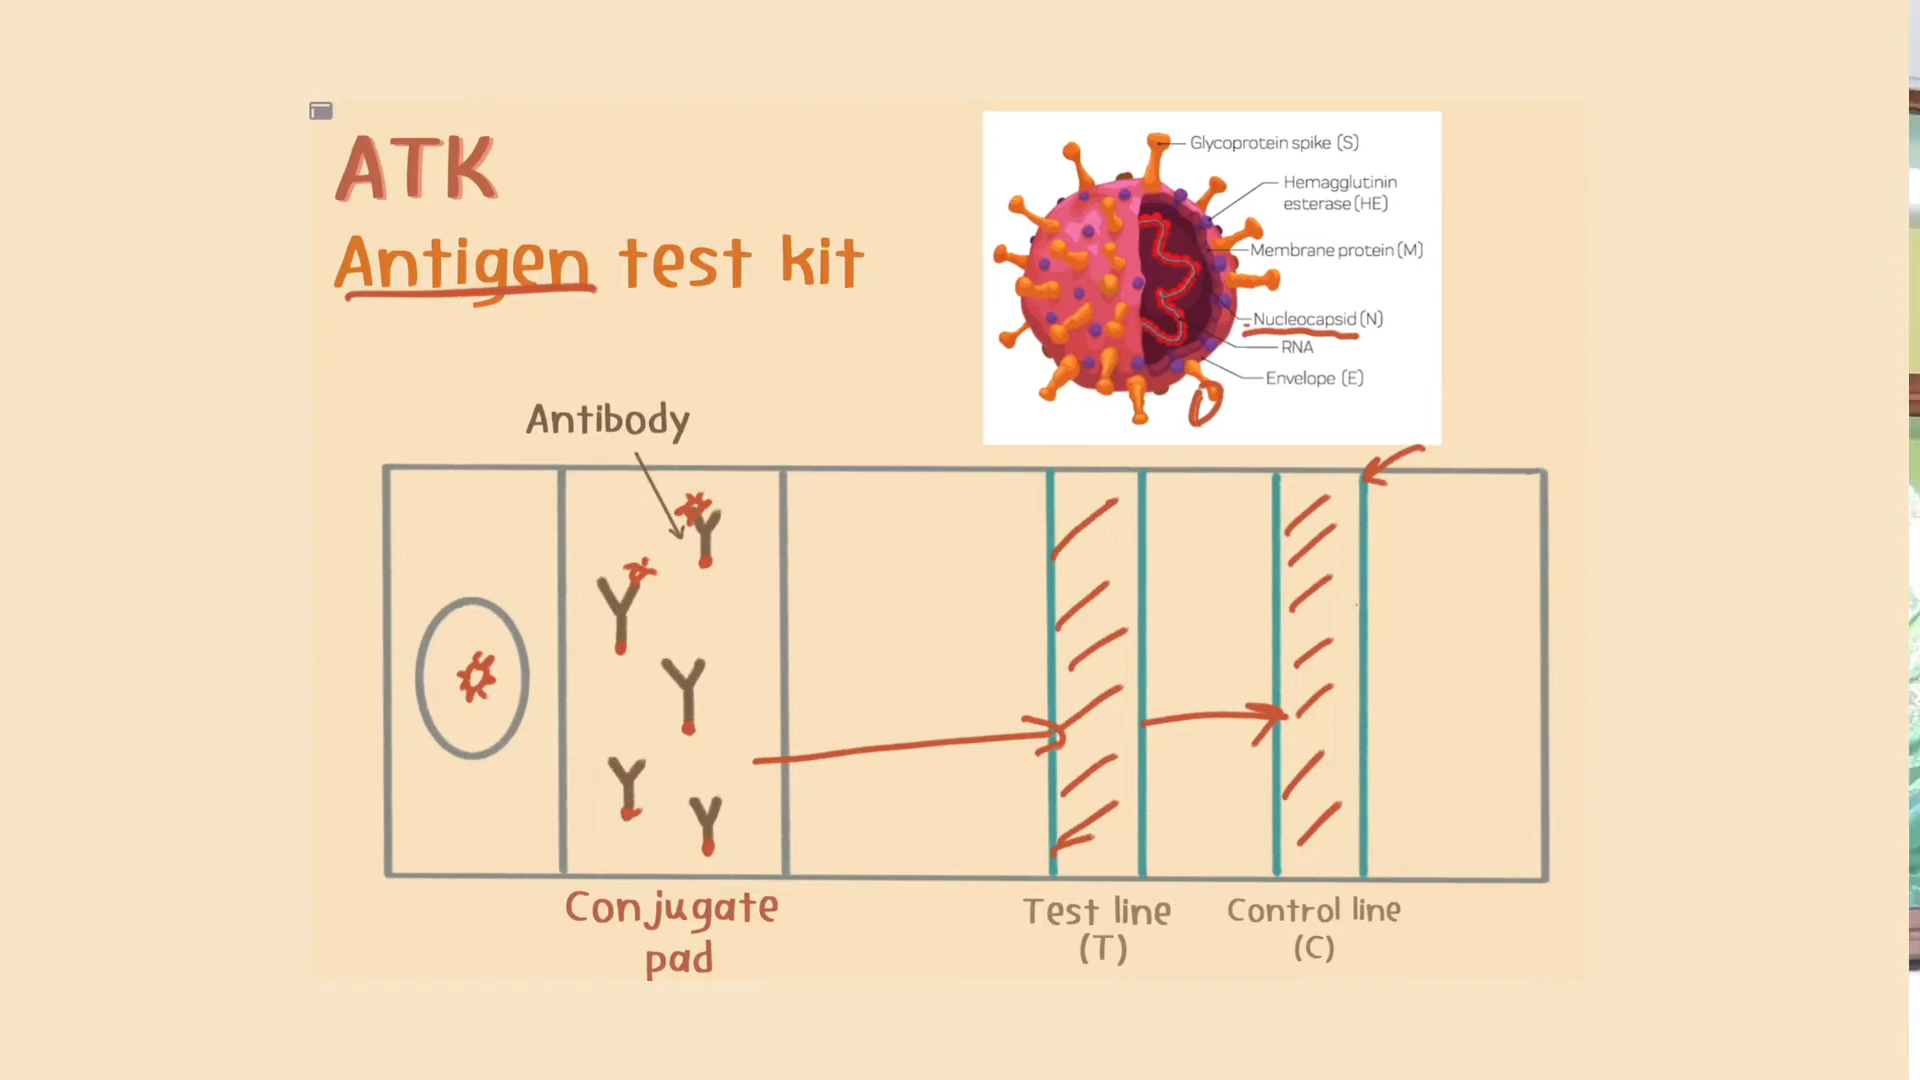 ATK
Antigen test kit
Glycoprotein spike (S)
Hemagglutinin
esterase (HE)
Membrane protein (M)
Nucleocapsid (N)
RNA
Envelope (E)
Antibody
Conjugate
pad
Test line
(T)
Control line
(C)